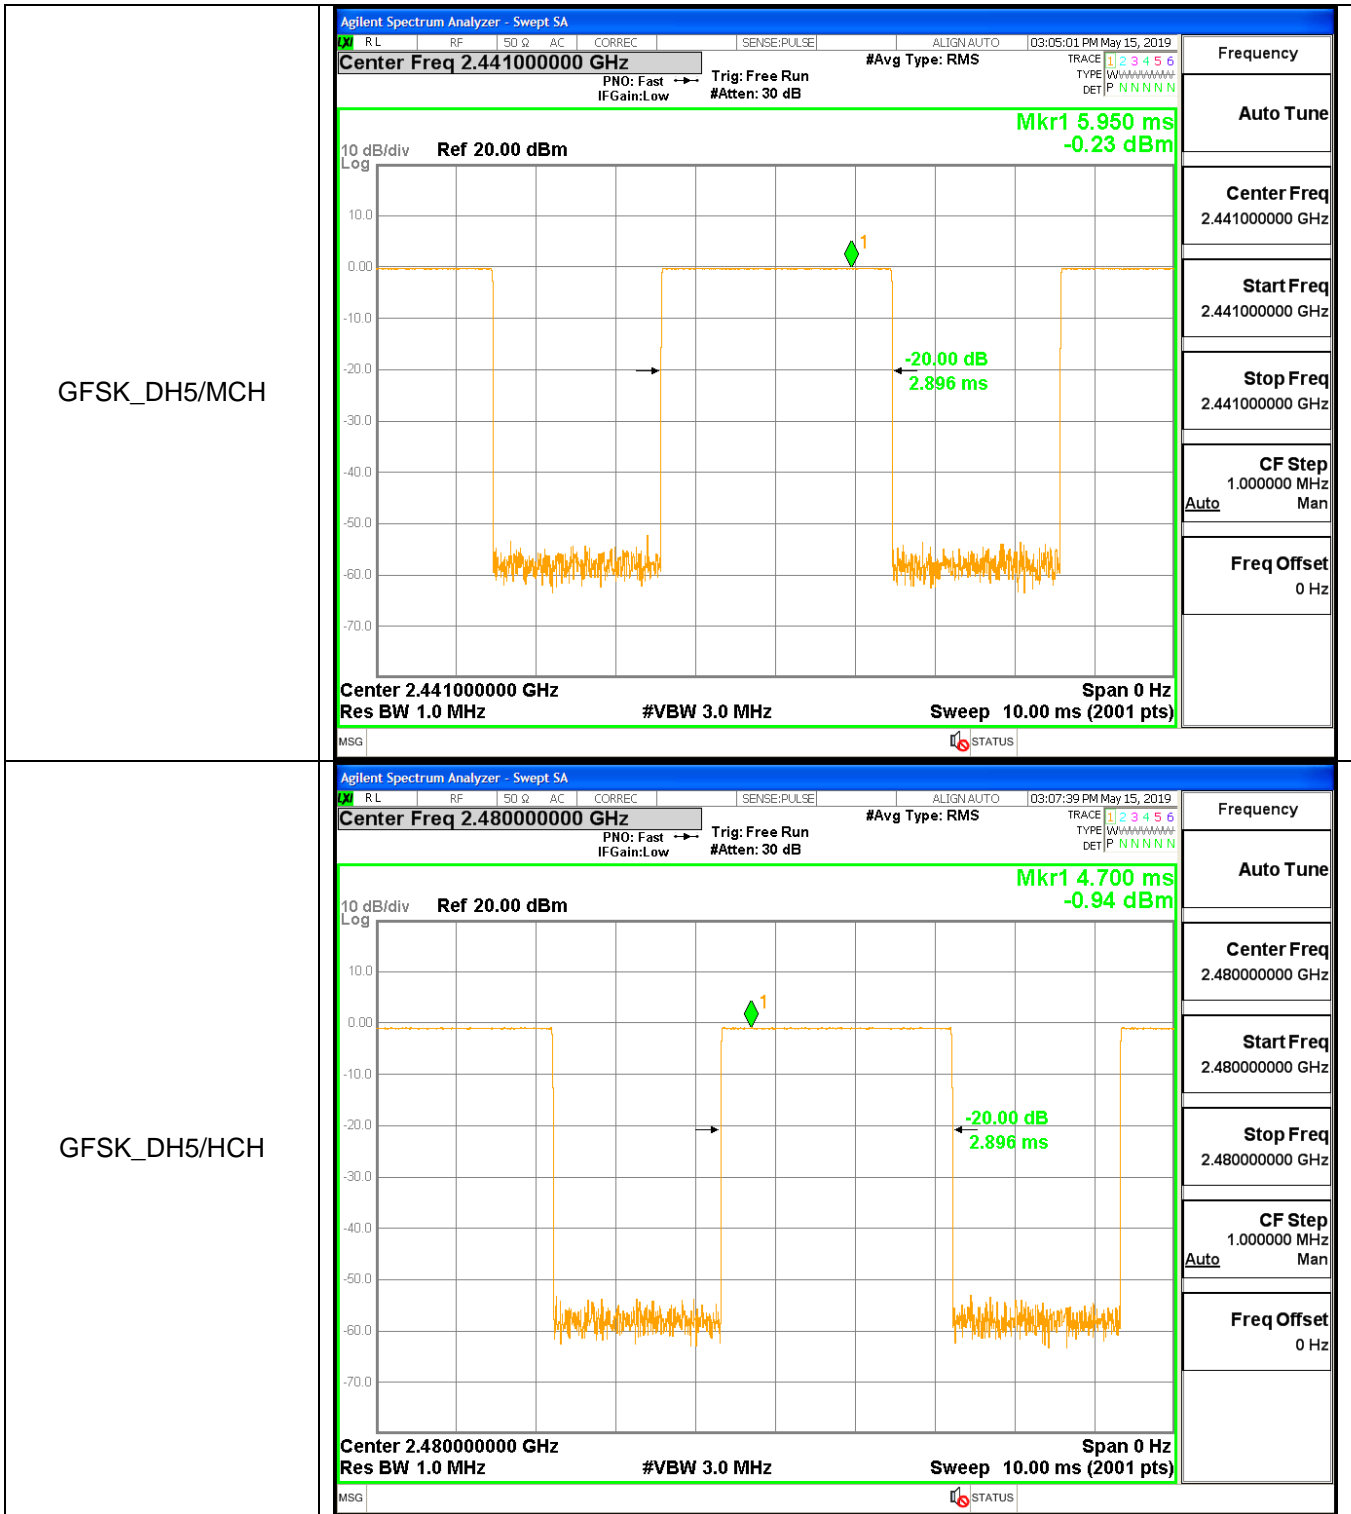 GFSK_DH5/MCH
Agilent Spectrum Analyzer - Swept SA
LXI RL RF 50 Ω AC CORREC SENSE:PULSE ALIGN AUTO 03:05:01 PM May 15, 2019
Center Freq 2.441000000 GHz
#Avg Type: RMS
TRACE 1 2 3 4 5 6
PNO: Fast Trig: Free Run
TYPE WWWWWW
IFGain:Low #Atten: 30 dB
DET P N N N N N
Mkr1 5.950 ms
-0.23 dBm
10 dB/div Ref 20.00 dBm
Log
10.0
1
0.00
-10.0
-20.0
-20.00 dB
2.896 ms
-30.0
-40.0
-50.0
-60.0
-70.0
Center 2.441000000 GHz Span 0 Hz
Res BW 1.0 MHz #VBW 3.0 MHz Sweep 10.00 ms (2001 pts)
MSG STATUS
Frequency
Auto Tune
Center Freq
2.441000000 GHz
Start Freq
2.441000000 GHz
Stop Freq
2.441000000 GHz
CF Step
1.000000 MHz
Auto Man
Freq Offset
0 Hz
GFSK_DH5/HCH
Agilent Spectrum Analyzer - Swept SA
LXI RL RF 50 Ω AC CORREC SENSE:PULSE ALIGN AUTO 03:07:39 PM May 15, 2019
Center Freq 2.480000000 GHz
#Avg Type: RMS
TRACE 1 2 3 4 5 6
PNO: Fast Trig: Free Run
TYPE WWWWWW
IFGain:Low #Atten: 30 dB
DET P N N N N N
Mkr1 4.700 ms
-0.94 dBm
10 dB/div Ref 20.00 dBm
Log
10.0
1
0.00
-10.0
-20.0
-20.00 dB
2.896 ms
-30.0
-40.0
-50.0
-60.0
-70.0
Center 2.480000000 GHz Span 0 Hz
Res BW 1.0 MHz #VBW 3.0 MHz Sweep 10.00 ms (2001 pts)
MSG STATUS
Frequency
Auto Tune
Center Freq
2.480000000 GHz
Start Freq
2.480000000 GHz
Stop Freq
2.480000000 GHz
CF Step
1.000000 MHz
Auto Man
Freq Offset
0 Hz